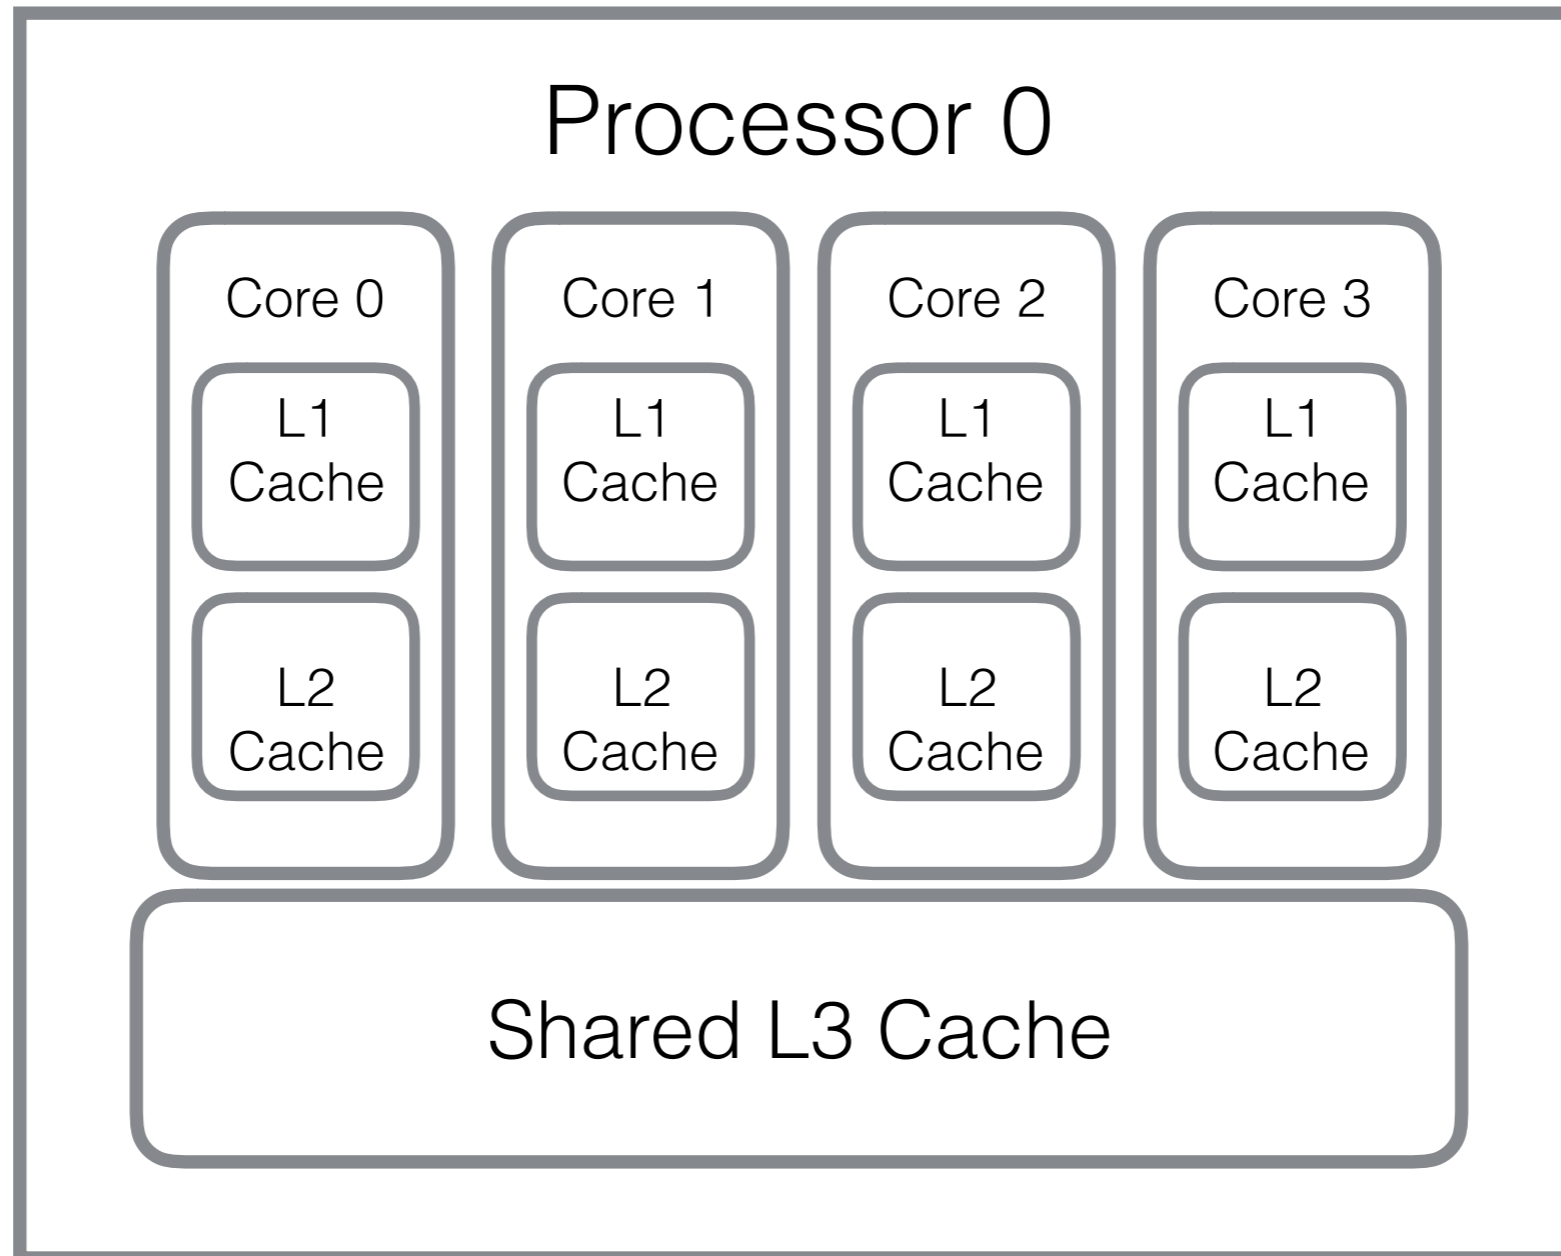 Processor 0
Core 0
L1
Cache
L2
Cache
Core 1
L1
Cache
L2
Cache
Core 2
L1
Cache
L2
Cache
Core 3
L1
Cache
L2
Cache
Shared L3 Cache